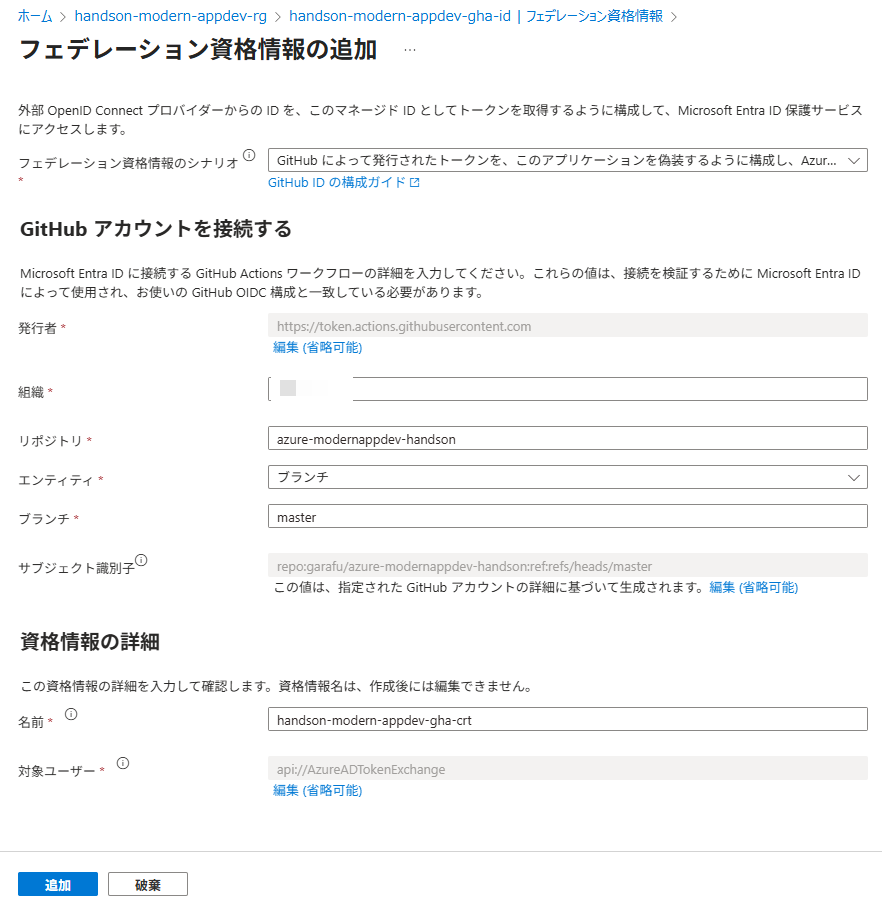 ホーム > handson-modern-appdev-rg > handson-modern-appdev-gha-id | フェデレーション資格情報 >
フェデレーション資格情報の追加 …
外部 OpenID Connect プロバイダーからの ID を、このマネージド ID としてトークンを取得するように構成して、Microsoft Entra ID 保護サービス
にアクセスします。
フェデレーション資格情報のシナリオ * GitHub によって発行されたトークンを、このアプリケーションを偽装するように構成し、Azur...
GitHub ID の構成ガイド
GitHub アカウントを接続する
Microsoft Entra ID に接続する GitHub Actions ワークフローの詳細を入力してください。これらの値は、接続を検証するために Microsoft Entra ID
によって使用され、お使いの GitHub OIDC 構成と一致している必要があります。
発行者 * https://token.actions.githubusercontent.com
編集 (省略可能)
組織 *
リポジトリ * azure-modernappdev-handson
エンティティ * ブランチ
ブランチ * master
サブジェクト識別子 repo:garafu/azure-modernappdev-handson:ref:refs/heads/master
この値は、指定された GitHub アカウントの詳細に基づいて生成されます。編集 (省略可能)
資格情報の詳細
この資格情報の詳細を入力して確認します。資格情報名は、作成後には編集できません。
名前 * handson-modern-appdev-gha-crt
対象ユーザー * api://AzureADTokenExchange
編集 (省略可能)
追加 破棄